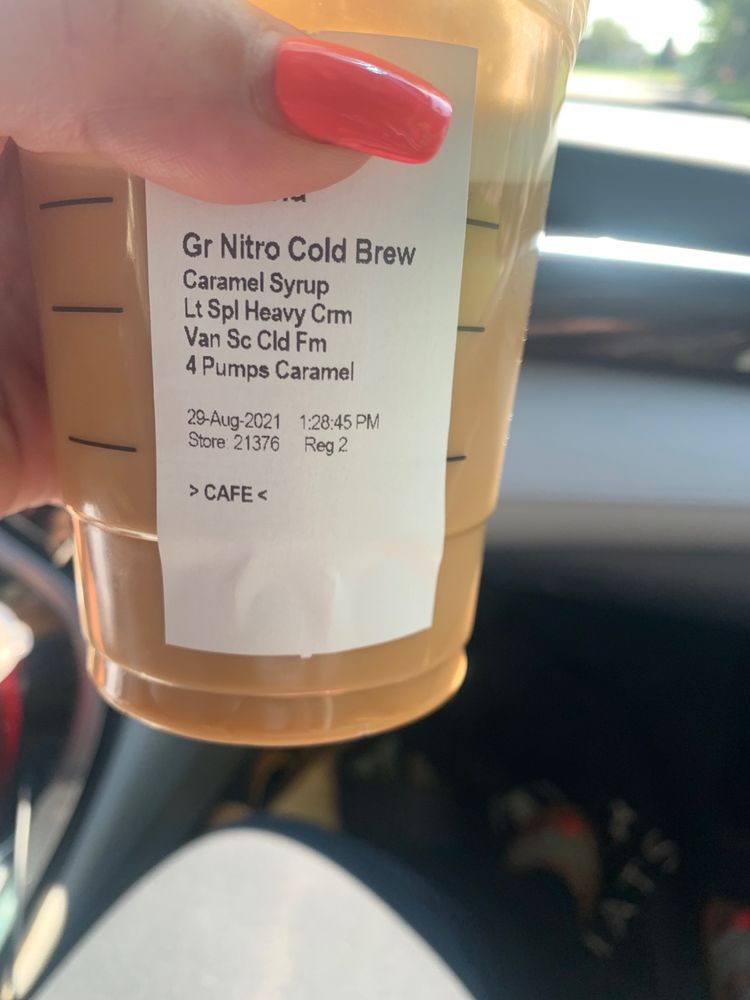 Gr Nitro Cold Brew
Caramel Syrup
Lt Spl Heavy Crm
Van Sc Cld Fm
4 Pumps Caramel
29-Aug-2021 1:28:45 PM
Store: 21376 Reg 2
> CAFE <